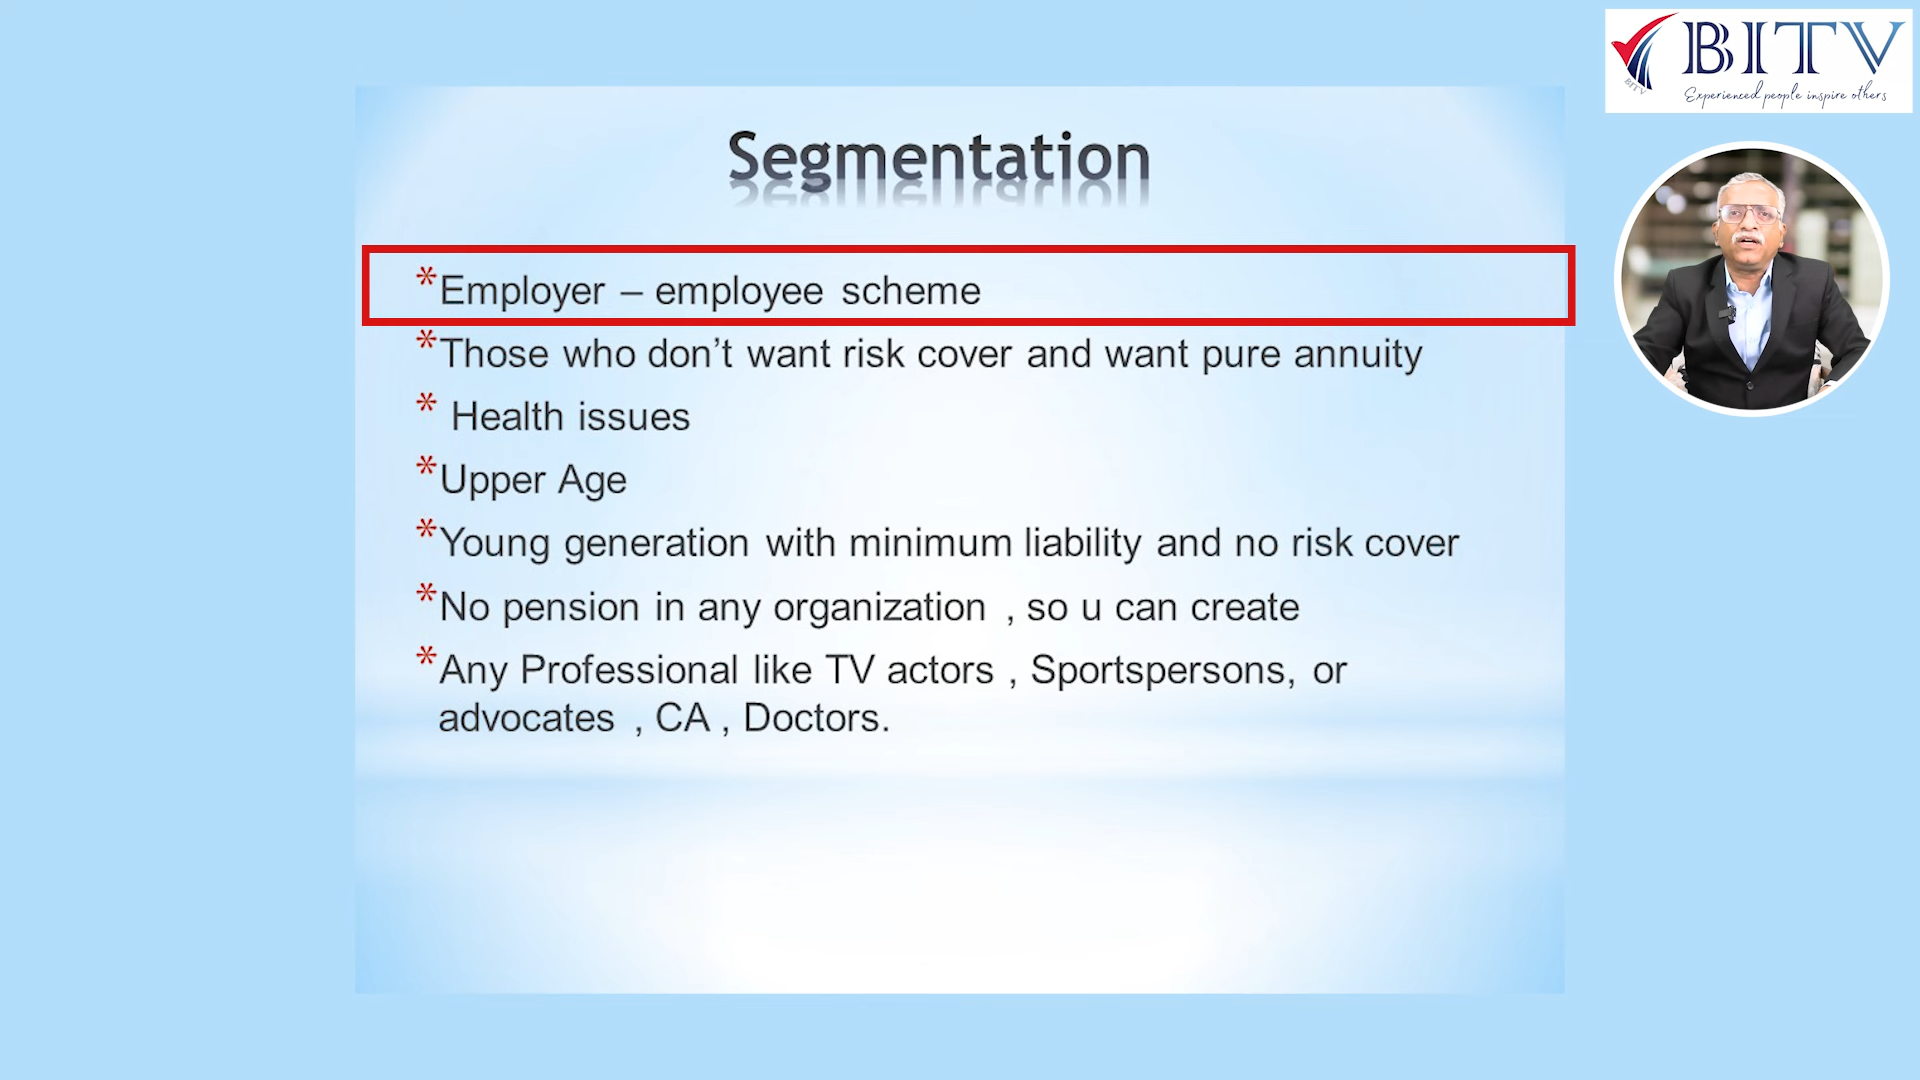 BITV
Experienced people inspire others
BITV
Segmentation
*Employer – employee scheme
*Those who don’t want risk cover and want pure annuity
* Health issues
*Upper Age
*Young generation with minimum liability and no risk cover
*No pension in any organization , so u can create
*Any Professional like TV actors , Sportspersons, or
advocates , CA , Doctors.